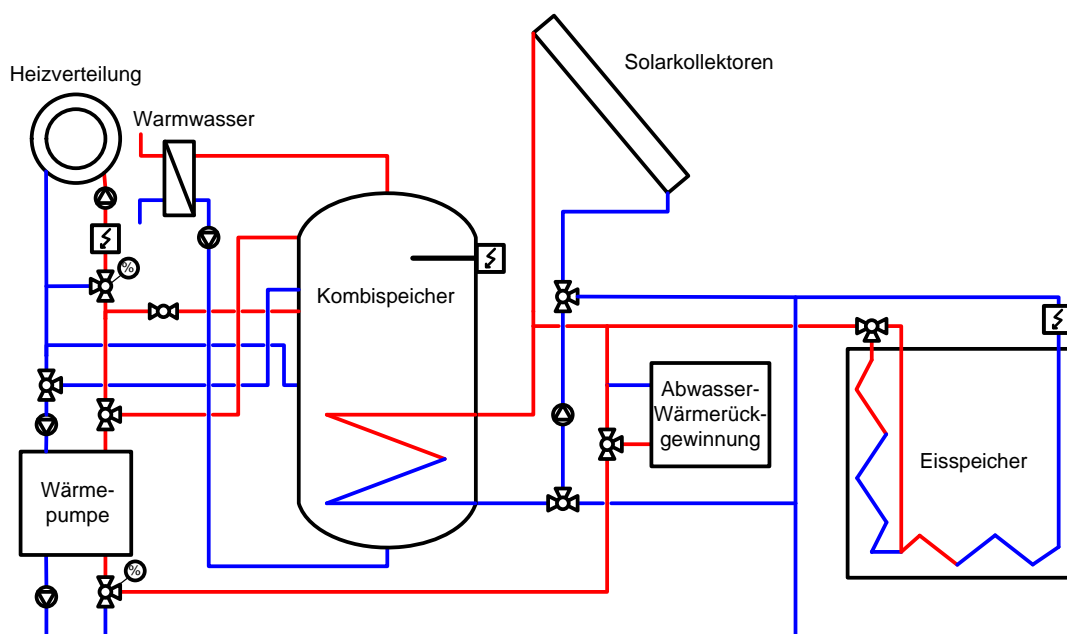 Heizverteilung
Warmwasser
Solarkollektoren
%
Kombispeicher
Abwasser-
Wärmerück-
gewinnung
Eisspeicher
Wärme-
pumpe
%